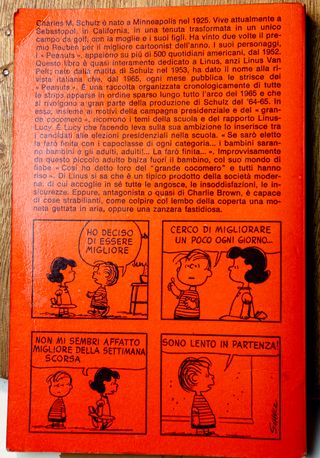 Charles M. Schulz è nato a Minneapolis nel 1925. Vive attualmente a
Sebastopol, in California, in una tenuta trasformata in un unico
campo da golf, con la moglie e i suoi figli. Ha vinto due volte il pre-
mio Reuben per il migliore cartoonist dell'anno. I suoi personaggi,
i « Peanuts », appaiono su più di 500 quotidiani americani, dal 1952.
Questo libro è quasi interamente dedicato a Linus, anzi Linus Van
Pelt; nato dalla matita di Schulz nel 1953, ha dato il nome alla ri-
vista italiana che, dal 1965, ogni mese pubblica le strisce dei
« Peanuts ». È una raccolta organizzata cronologicamente di tutte
le strips apparse in ordine sparso lungo tutto l'arco del 1965 e che
si rivolgono a gran parte della produzione di Schulz del '64-65. In
essa, insieme ai motivi della campagna presidenziale e del « gran-
de cocomero », ricorrono i temi della scuola e del rapporto Linus-
Lucy. È Lucy che facendo leva sulla sua ambizione lo inserisce tra
i candidati alle elezioni presidenziali nella scuola. « Se sarò eletto
la farò finita con i capoclasse di ogni categoria... i bambini saran-
no bambini e gli adulti, adulti!... La farò finita... ». Improvvisamente
da questo piccolo adulto balza fuori il bambino, col suo mondo di
fiabe « Così ho detto loro del "grande cocomero" e tutti hanno
riso ». Di Linus si sa che è un tipico prodotto della società moder-
na, di cui accoglie in sé tutte le angosce, le insoddisfazioni, le in-
sicurezze. Eppure, antagonista o quasi di Charlie Brown, è capace
di cose strabilianti, come colpire col lembo della coperta una mo-
neta gettata in aria, oppure una zanzara fastidiosa.
HO DECISO
DI ESSERE
MIGLIORE
CERCO DI MIGLIORARE
UN POCO OGNI GIORNO...
NON MI SEMBRI AFFATTO
MIGLIORE DELLA SETTIMANA
SCORSA
SONO LENTO IN PARTENZA!
SCHULZ